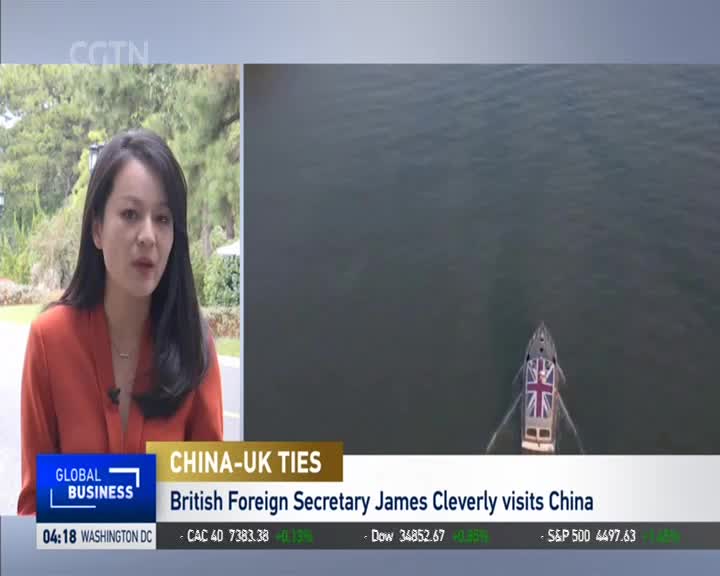 CGTN
CHINA-UK TIES
GLOBAL
BUSINESS
British Foreign Secretary James Cleverly visits China
04:18 WASHINGTON DC
· CAC 40 7383.38 +0.13% · Dow 34852.67 +0.85% · S&P 500 4497.63